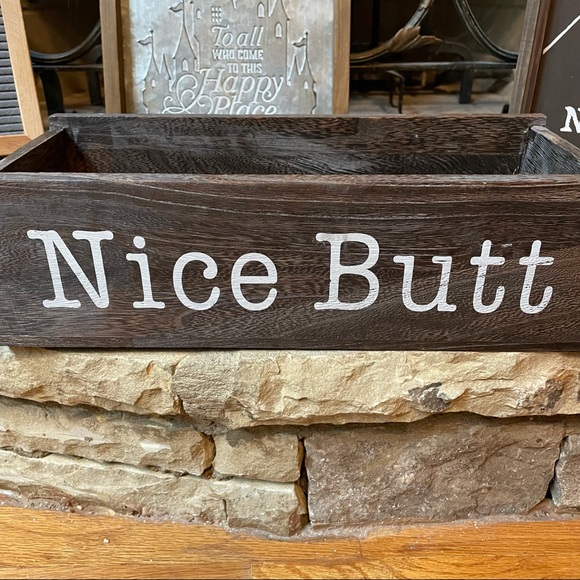 To all
WHO COME
TO THIS
Happy
Place
N
Nice Butt